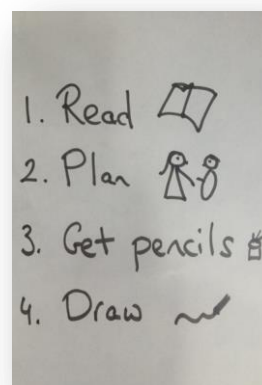 1. Read
2. Plan
3. Get pencils
4. Draw